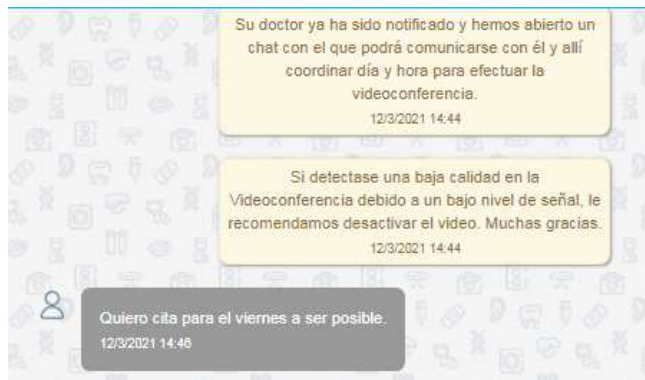 Su doctor ya ha sido notificado y hemos abierto un
chat con el que podrá comunicarse con él y allí
coordinar día y hora para efectuar la
videoconferencia.
12/3/2021 14:44
Si detectase una baja calidad en la
Videoconferencia debido a un bajo nivel de señal, le
recomendamos desactivar el video. Muchas gracias.
12/3/2021 14:44
Quiero cita para el viernes a ser posible.
12/3/2021 14:46